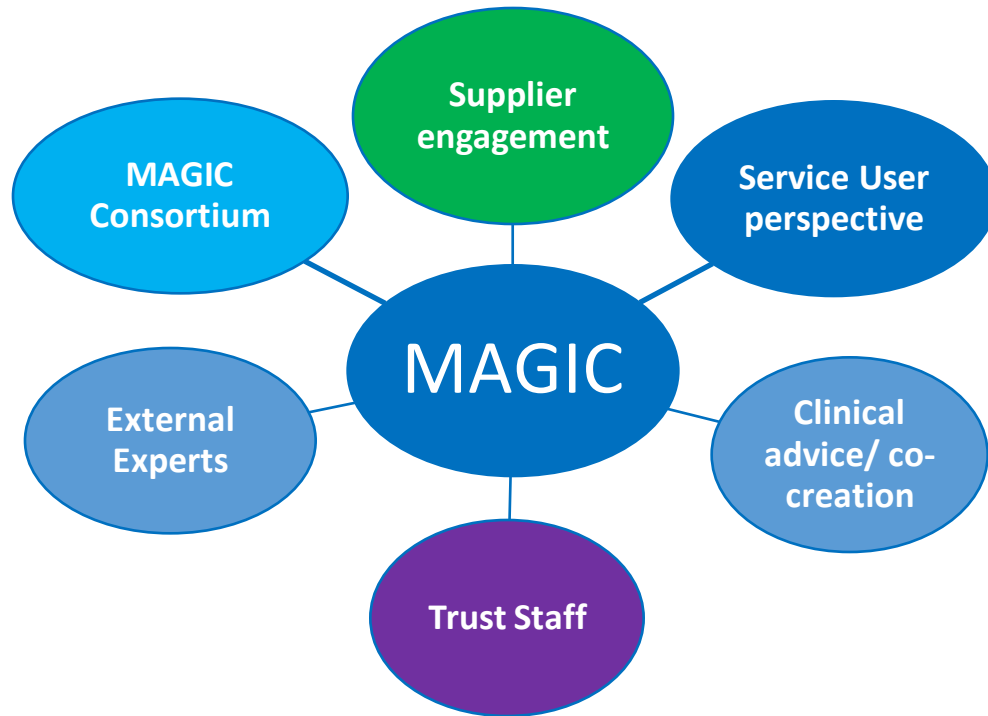 Supplier
engagement
MAGIC
Consortium
Service User
perspective
MAGIC
External
Experts
Clinical
advice/ co-
creation
Trust Staff